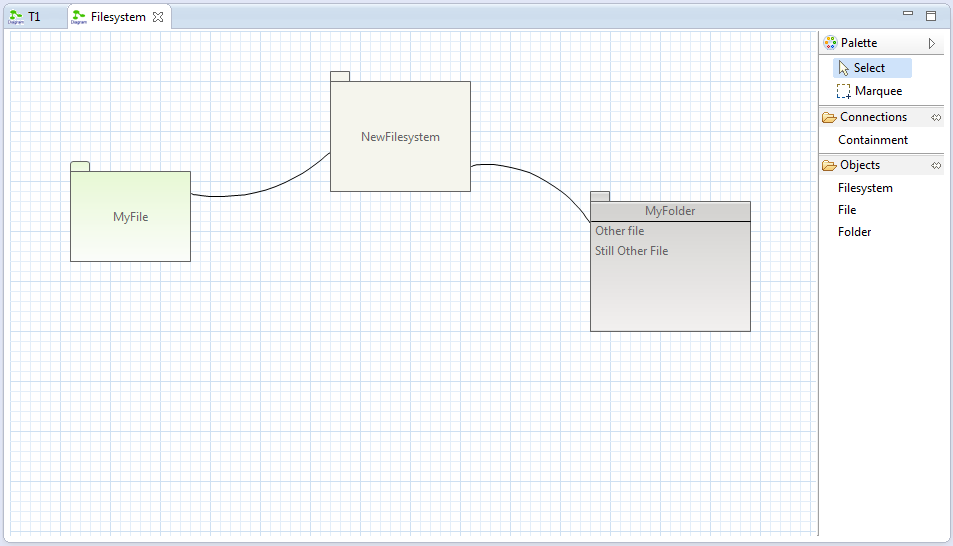 T1
Filesystem
NewFilesystem
MyFile
MyFolder
Other file
Still Other File
Palette
Select
Marquee
Connections
Containment
Objects
Filesystem
File
Folder